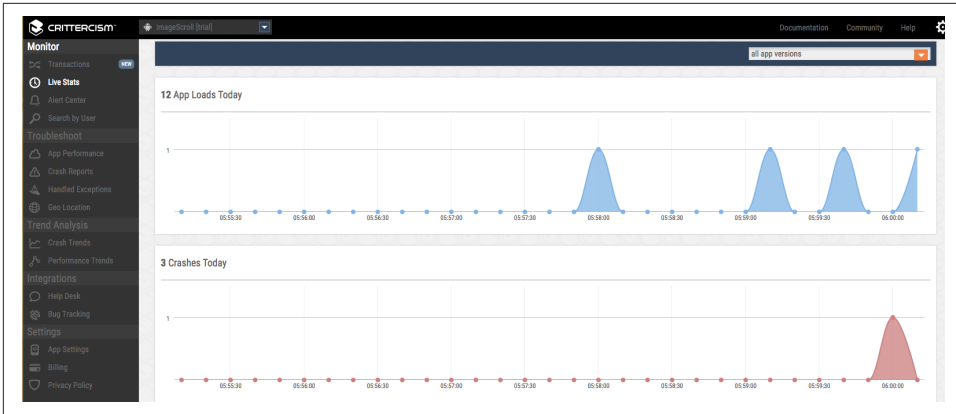 CRITTERCISM™
ImageScroll (trial)
Documentation Community Help
Monitor
Transactions NEW
Live Stats
Alert Center
Search by User
Troubleshoot
App Performance
Crash Reports
Handled Exceptions
Geo Location
Trend Analysis
Crash Trends
Performance Trends
Integrations
Help Desk
Bug Tracking
Settings
App Settings
Billing
Privacy Policy
all app versions
12 App Loads Today
1
05:55:30 05:56:00 05:56:30 05:57:00 05:57:30 05:58:00 05:58:30 05:59:00 05:59:30 06:00:00
3 Crashes Today
1
05:55:30 05:56:00 05:56:30 05:57:00 05:57:30 05:58:00 05:58:30 05:59:00 05:59:30 06:00:00